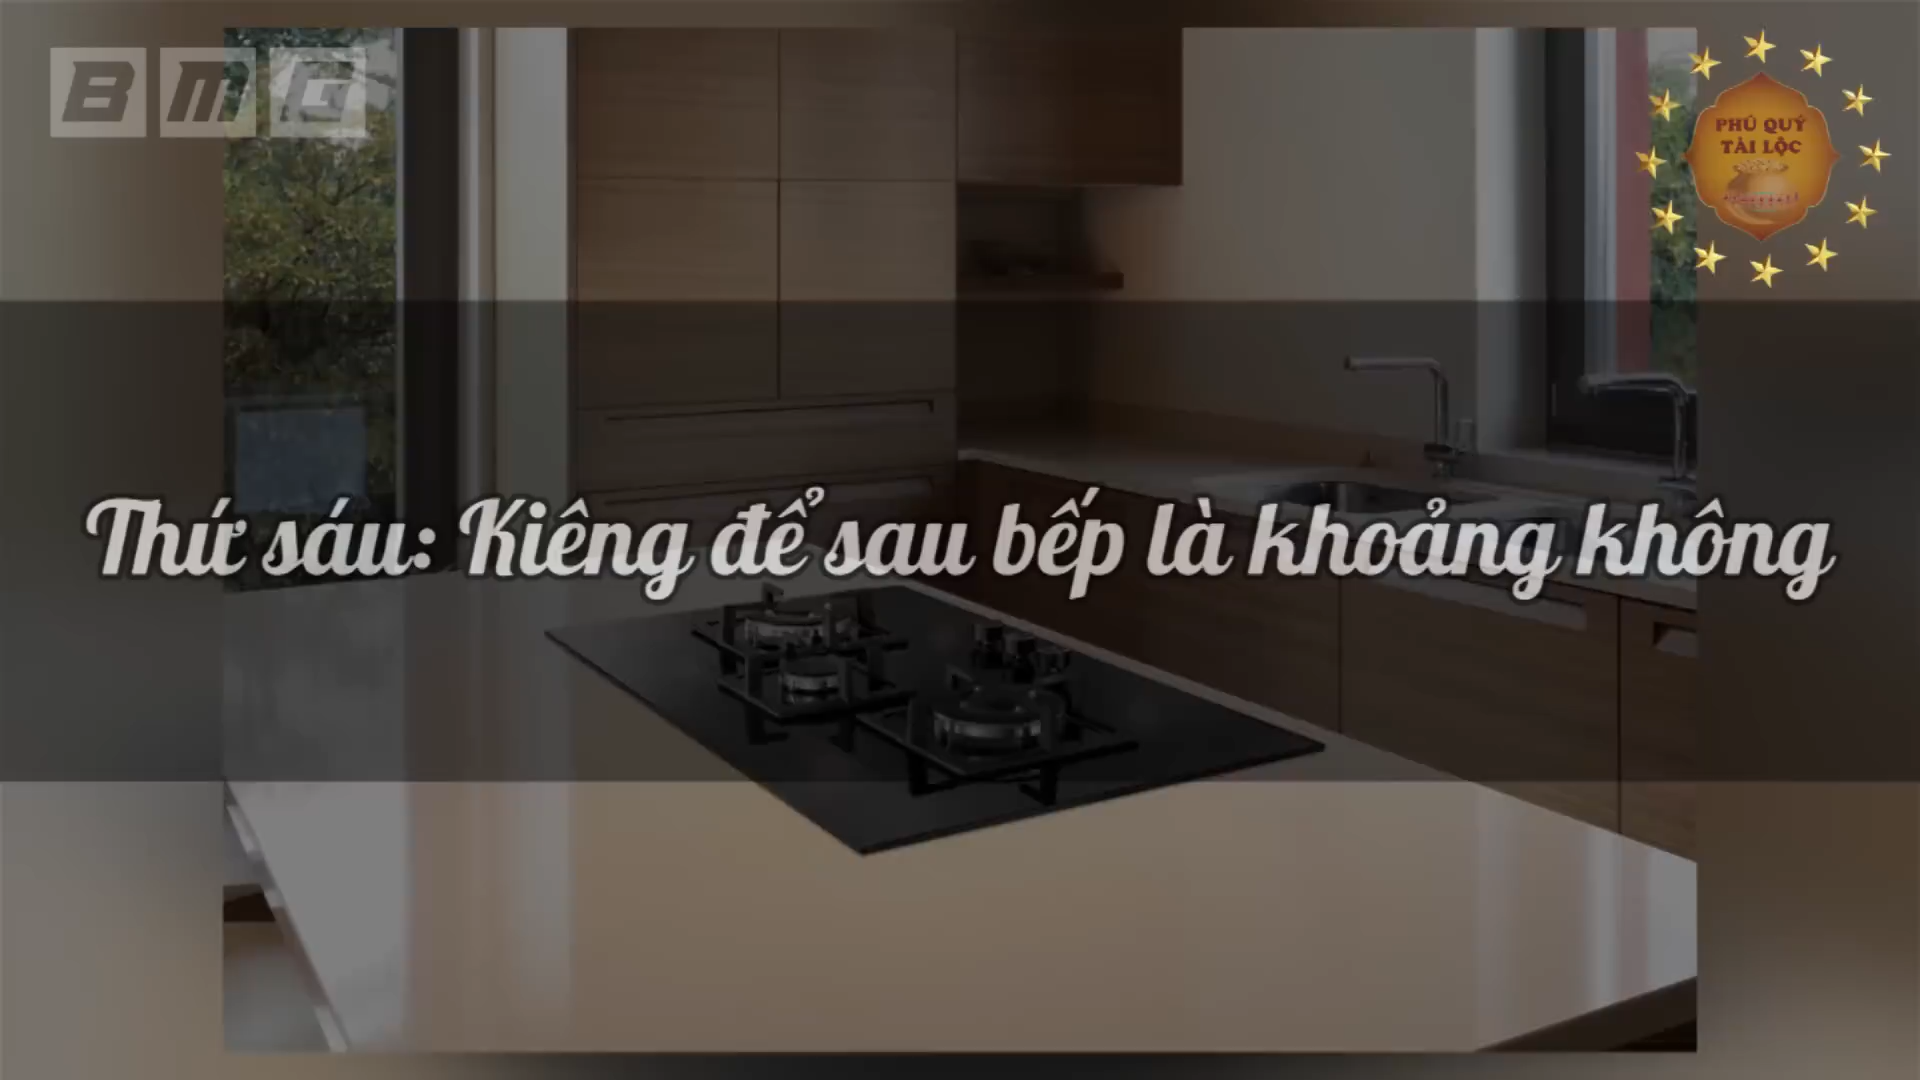 BMG
PHÚ QUÝ
TÀI LỘC
Thứ sáu: Kiêng để sau bếp là khoảng không